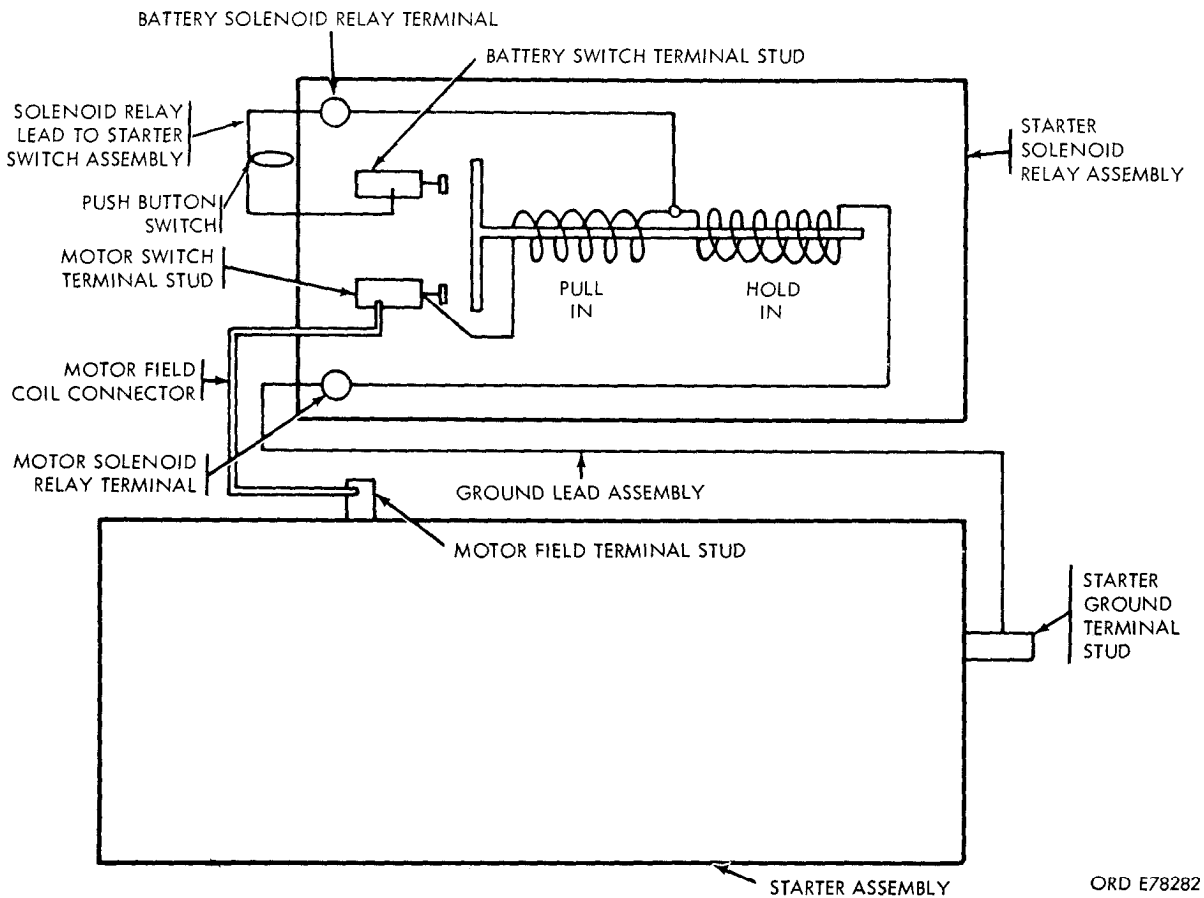 BATTERY SOLENOID RELAY TERMINAL
BATTERY SWITCH TERMINAL STUD
SOLENOID RELAY
LEAD TO STARTER
SWITCH ASSEMBLY
PUSH BUTTON
SWITCH
MOTOR SWITCH
TERMINAL STUD
STARTER
SOLENOID
RELAY ASSEMBLY
PULL
IN
HOLD
IN
MOTOR FIELD
COIL CONNECTOR
MOTOR SOLENOID
RELAY TERMINAL
GROUND LEAD ASSEMBLY
MOTOR FIELD TERMINAL STUD
STARTER
GROUND
TERMINAL
STUD
STARTER ASSEMBLY
ORD E78282